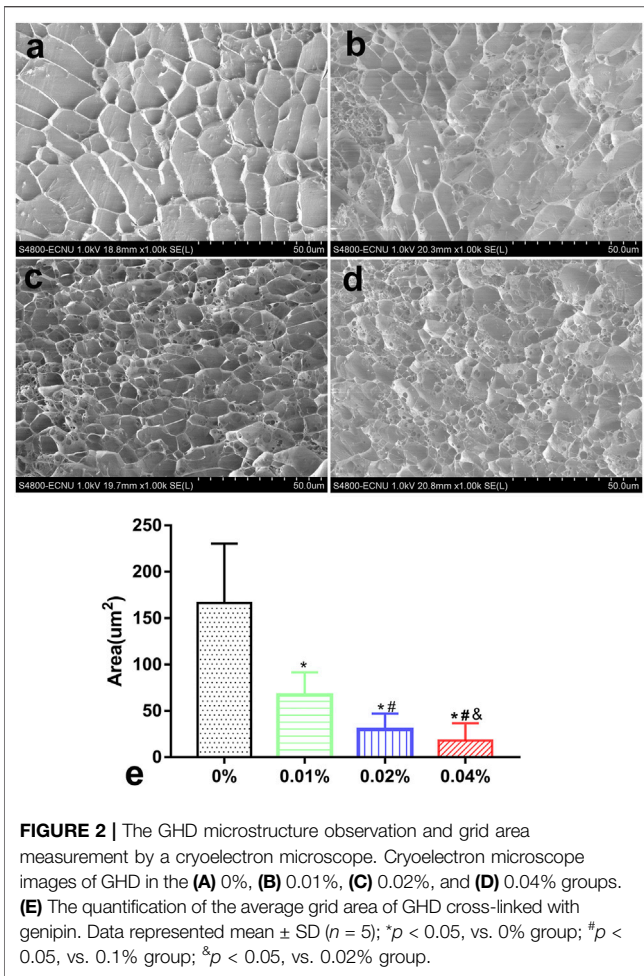 a
b
S4800-ECNU 1.0kV 18.8mm x1.00k SE(L) 50.0um
S4800-ECNU 1.0kV 20.3mm x1.00k SE(L) 50.0um
c
d
S4800-ECNU 1.0kV 19.7mm x1.00k SE(L) 50.0um
S4800-ECNU 1.0kV 20.8mm x1.00k SE(L) 50.0um
250
200
150
100
50
0
Area(um²)
*
*#
*#&
e
0% 0.01% 0.02% 0.04%
FIGURE 2 | The GHD microstructure observation and grid area
measurement by a cryoelectron microscope. Cryoelectron microscope
images of GHD in the (A) 0%, (B) 0.01%, (C) 0.02%, and (D) 0.04% groups.
(E) The quantification of the average grid area of GHD cross-linked with
genipin. Data represented mean ± SD (n = 5); *p < 0.05, vs. 0% group; #p <
0.05, vs. 0.1% group; &p < 0.05, vs. 0.02% group.